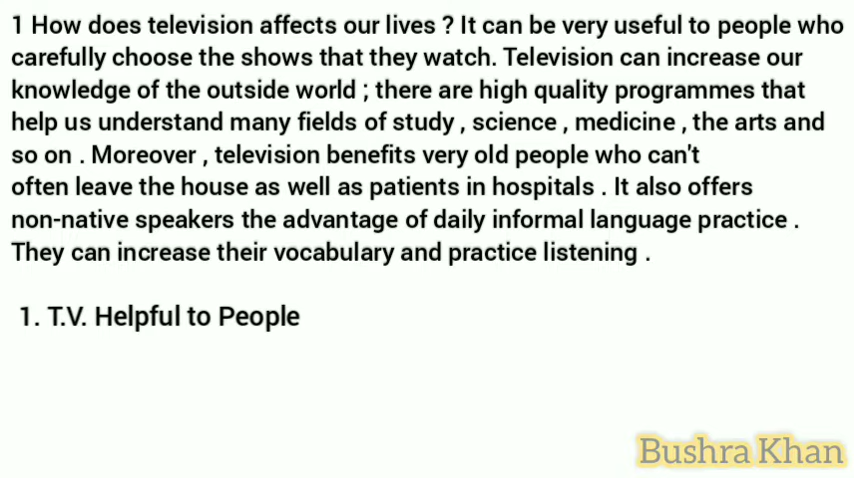 1 How does television affects our lives ? It can be very useful to people who
carefully choose the shows that they watch. Television can increase our
knowledge of the outside world ; there are high quality programmes that
help us understand many fields of study , science , medicine , the arts and
so on . Moreover , television benefits very old people who can't
often leave the house as well as patients in hospitals . It also offers
non-native speakers the advantage of daily informal language practice .
They can increase their vocabulary and practice listening .
1. T.V. Helpful to People
Bushra Khan